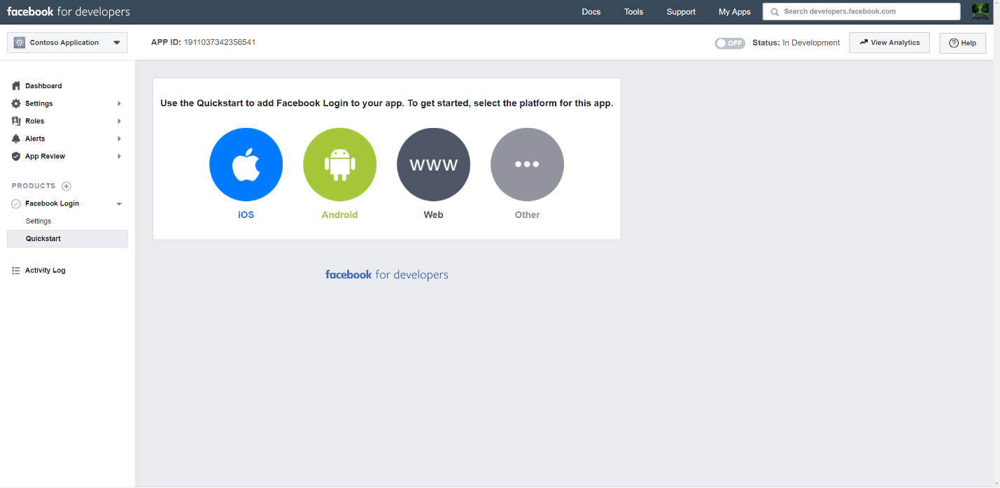 facebook for developers
Docs Tools Support My Apps Search developers.facebook.com
Contoso Application
APP ID: 1911037342356541
OFF Status: In Development View Analytics Help
Dashboard
Settings
Roles
Alerts
App Review
PRODUCTS
Facebook Login
Settings
Quickstart
Activity Log
Use the Quickstart to add Facebook Login to your app. To get started, select the platform for this app.
WWW
iOS Android Web Other
facebook for developers